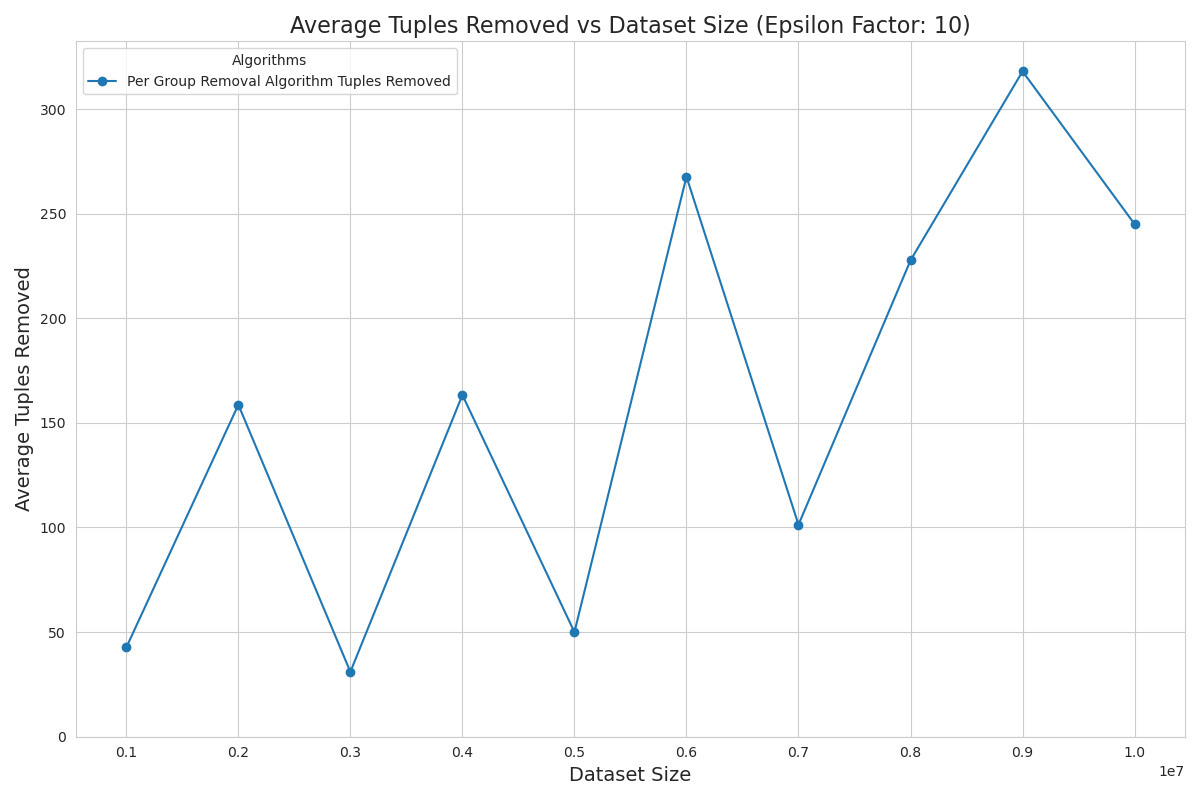 Average Tuples Removed vs Dataset Size (Epsilon Factor: 10)
Algorithms
Per Group Removal Algorithm Tuples Removed
Average Tuples Removed
300
250
200
150
100
50
0
0.1 0.2 0.3 0.4 0.5 0.6 0.7 0.8 0.9 1.0
1e7
Dataset Size